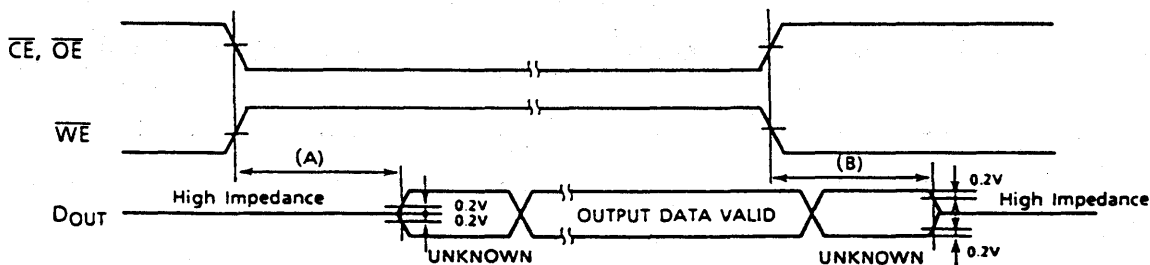 CE, OE
WE
(A)
(B)
High Impedance
0.2V
High Impedance
DOUT
0.2V
0.2V
OUTPUT DATA VALID
UNKNOWN
UNKNOWN
0.2V